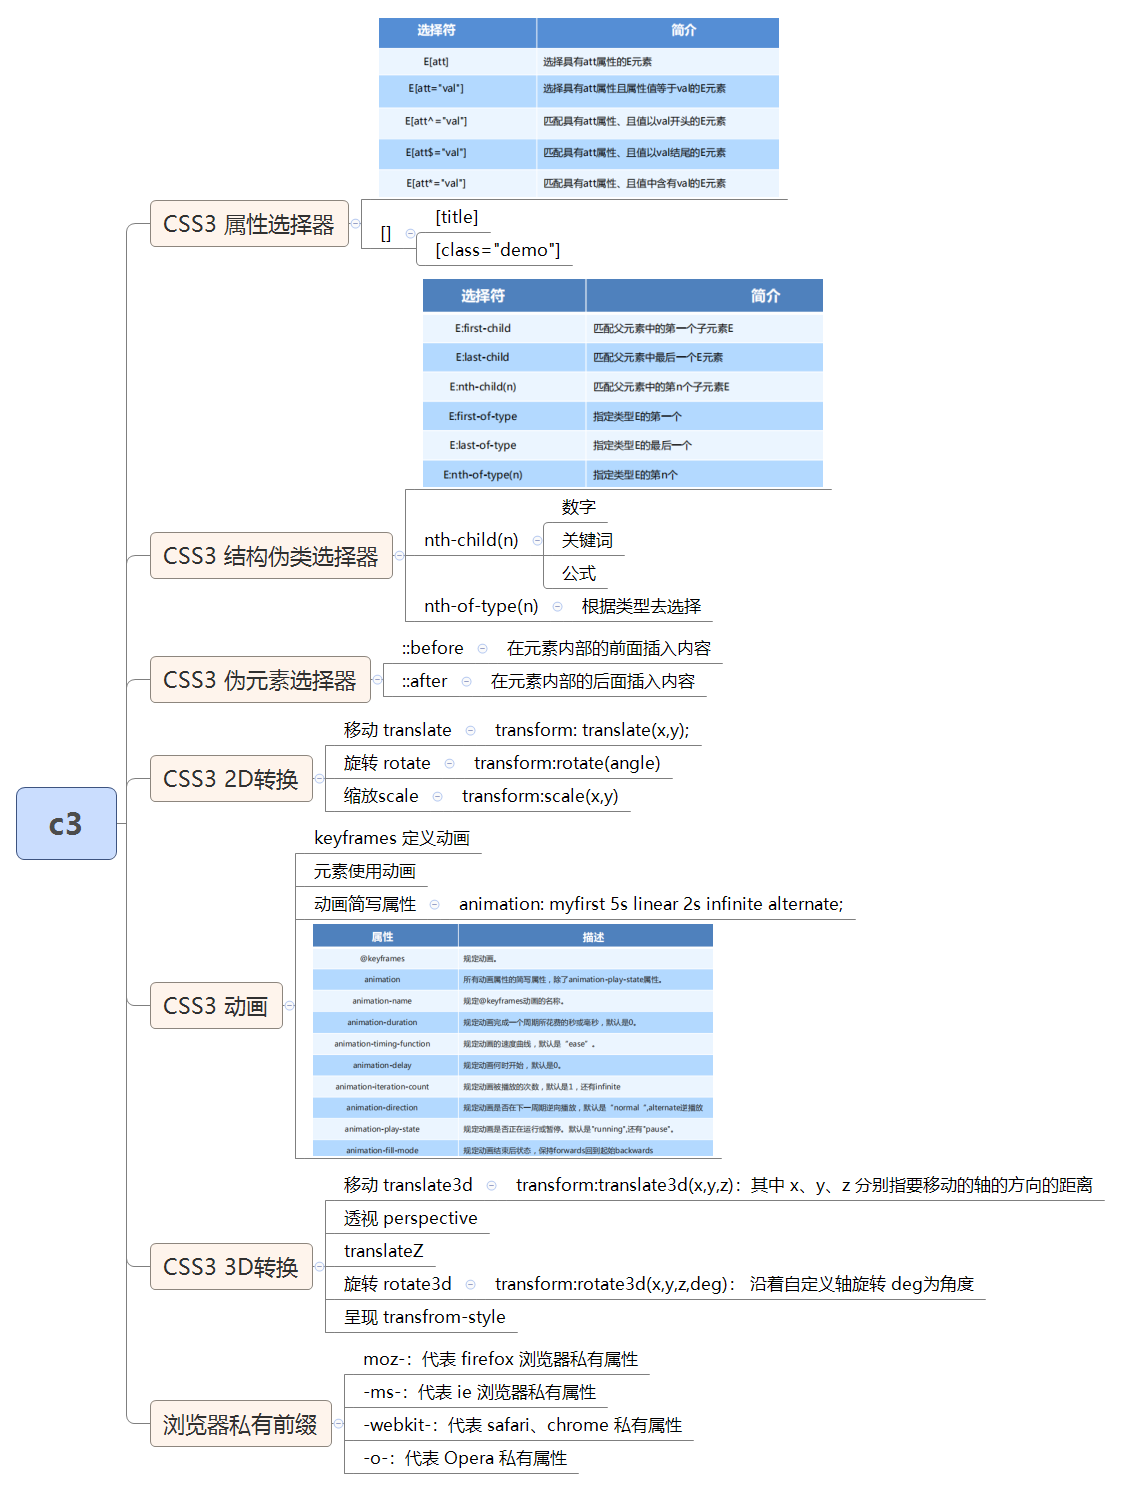 选择符 简介
E[att] 选择具有att属性的E元素
E[att="val"] 选择具有att属性且属性值等于val的E元素
E[att^="val"] 匹配具有att属性、且值以val开头的E元素
E[att$="val"] 匹配具有att属性、且值以val结尾的E元素
E[att*="val"] 匹配具有att属性、且值中含有val的E元素
CSS3 属性选择器
[]
[title]
[class="demo"]
选择符 简介
E:first-child 匹配父元素中的第一个子元素E
E:last-child 匹配父元素中最后一个E元素
E:nth-child(n) 匹配父元素中的第n个子元素E
E:first-of-type 指定类型E的第一个
E:last-of-type 指定类型E的最后一个
E:nth-of-type(n) 指定类型E的第n个
CSS3 结构伪类选择器
nth-child(n)
数字
关键词
公式
nth-of-type(n) 根据类型去选择
CSS3 伪元素选择器
::before 在元素内部的前面插入内容
::after 在元素内部的后面插入内容
CSS3 2D转换
移动 translate transform: translate(x,y);
旋转 rotate transform:rotate(angle)
缩放scale transform:scale(x,y)
c3
CSS3 动画
keyframes 定义动画
元素使用动画
动画简写属性 animation: myfirst 5s linear 2s infinite alternate;
属性 描述
@keyframes 规定动画。
animation 所有动画属性的简写属性，除了animation-play-state属性。
animation-name 规定@keyframes动画的名称。
animation-duration 规定动画完成一个周期所花费的秒或毫秒，默认是0。
animation-timing-function 规定动画的速度曲线，默认是“ease”。
animation-delay 规定动画何时开始，默认是0。
animation-iteration-count 规定动画被播放的次数，默认是1，还有infinite
animation-direction 规定动画是否在下一周期逆向播放，默认是“normal“,alternate逆播放
animation-play-state 规定动画是否正在运行或暂停。默认是"running",还有"pause"。
animation-fill-mode 规定动画结束后状态，保持forwards回到起始backwards
CSS3 3D转换
移动 translate3d transform:translate3d(x,y,z)：其中 x、y、z 分别指要移动的轴的方向的距离
透视 perspective
translateZ
旋转 rotate3d transform:rotate3d(x,y,z,deg)： 沿着自定义轴旋转 deg为角度
呈现 transfrom-style
浏览器私有前缀
moz-：代表 firefox 浏览器私有属性
-ms-：代表 ie 浏览器私有属性
-webkit-：代表 safari、chrome 私有属性
-o-：代表 Opera 私有属性